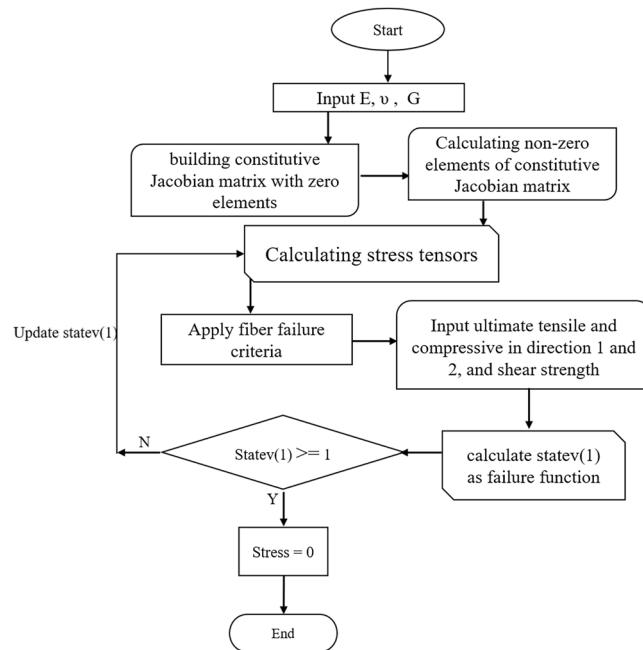 Start
Input E, υ , G
building constitutive
Jacobian matrix with zero
elements
Calculating non-zero
elements of constitutive
Jacobian matrix
Calculating stress tensors
Update statev(1)
Apply fiber failure
criteria
Input ultimate tensile and
compressive in direction 1 and
2, and shear strength
N
Statev(1) >= 1
calculate statev(1)
as failure function
Y
Stress = 0
End